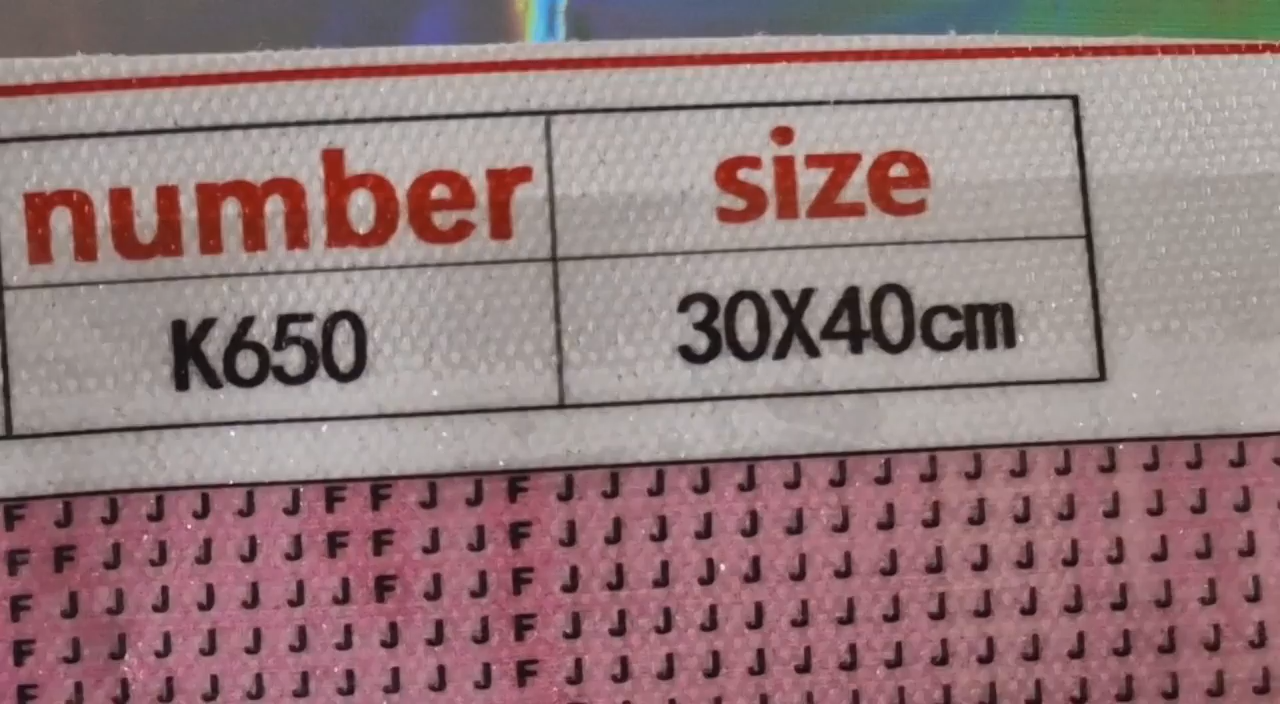 number size
K650 30X40cm
F J J J J J J F F J J F J J J J J J J J J J J J J J J J
F F J J J J J F F J J F J J J J J J J J J J J J J J J J
F J J J J J J J F J J F J J J J J J J J J J J J J J J J
F J J J J J J J J J J F J J J J J J J J J J J J J J J J
F J J J J J J J J J J F J J J J J J J J J J J J J J J J